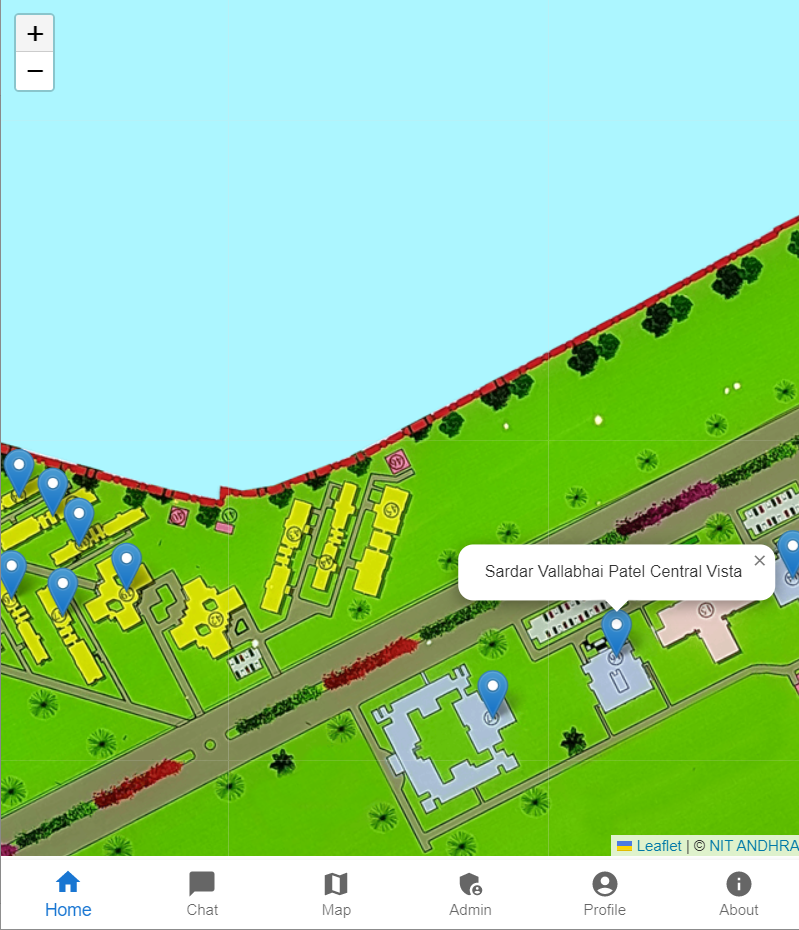 +
−
Sardar Vallabhai Patel Central Vista
×
Leaflet | © NIT ANDHRA
Home
Chat
Map
Admin
Profile
About